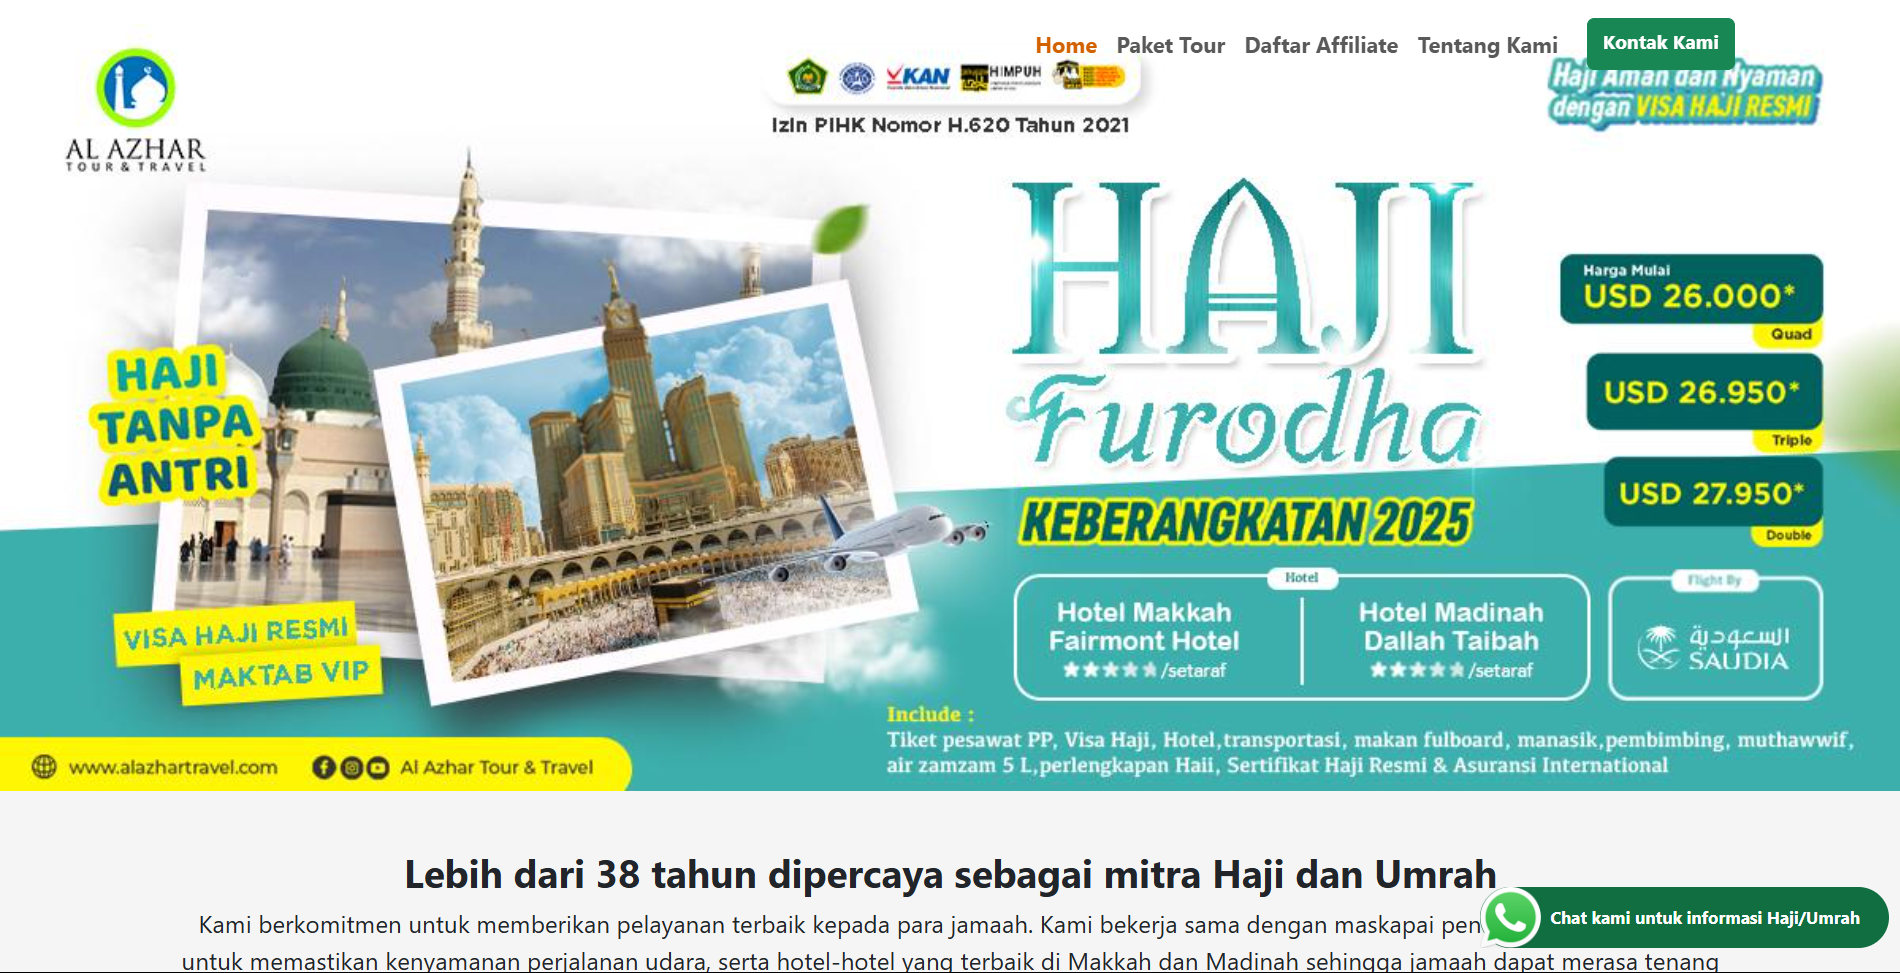 Home Paket Tour Daftar Affiliate Tentang Kami Kontak Kami
AL AZHAR
TOUR & TRAVEL
KAN
HIMPUH
Izin PIHK Nomor H.620 Tahun 2021
Haji Aman dan Nyaman
dengan VISA HAJI RESMI
HAJI
Furodha
KEBERANGKATAN 2025
Harga Mulai
USD 26.000*
Quad
USD 26.950*
Triple
USD 27.950*
Double
HAJI
TANPA
ANTRI
VISA HAJI RESMI
MAKTAB VIP
Hotel
Hotel Makkah
Fairmont Hotel
/setaraf
Hotel Madinah
Dallah Taibah
/setaraf
Flight By
السعودية
SAUDIA
Include :
Tiket pesawat PP, Visa Haji, Hotel,transportasi, makan fulboard, manasik,pembimbing, muthawwif,
air zamzam 5 L,perlengkapan Haii, Sertifikat Haji Resmi & Asuransi International
www.alazhartravel.com Al Azhar Tour & Travel
Lebih dari 38 tahun dipercaya sebagai mitra Haji dan Umrah
Kami berkomitmen untuk memberikan pelayanan terbaik kepada para jamaah. Kami bekerja sama dengan maskapai pen
Chat kami untuk informasi Haji/Umrah
untuk memastikan kenyamanan perjalanan udara, serta hotel-hotel yang terbaik di Makkah dan Madinah sehingga jamaah dapat merasa tenang